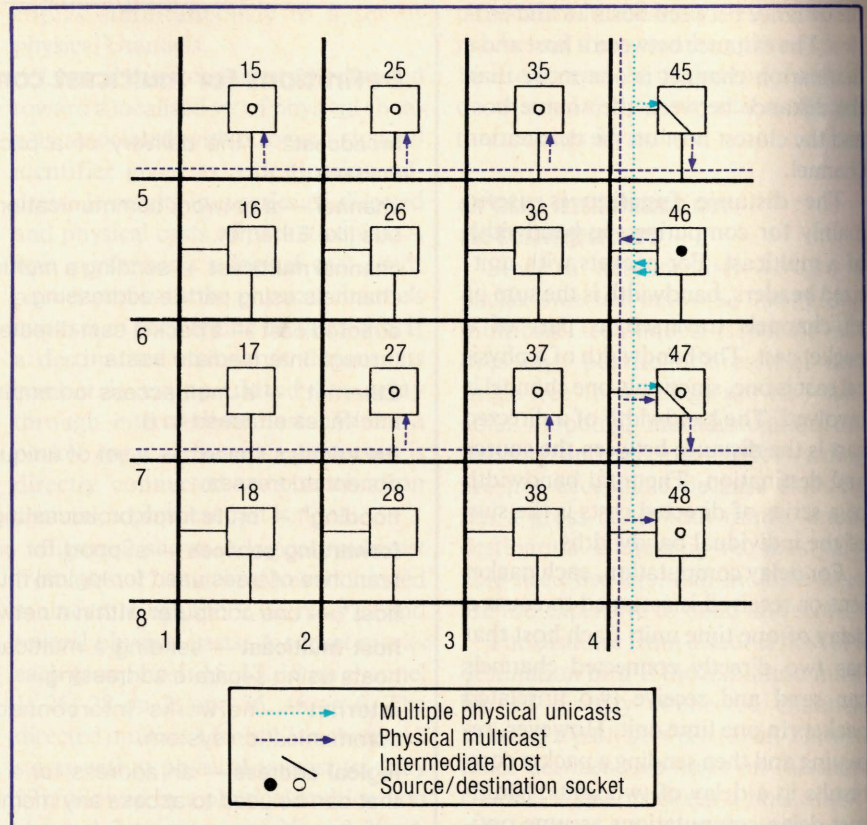 15 25 35 45
5
16 26 36 46
6
17 27 37 47
7
18 28 38 48
8
1 2 3 4
Multiple physical unicasts
Physical multicast
Intermediate host
Source/destination socket